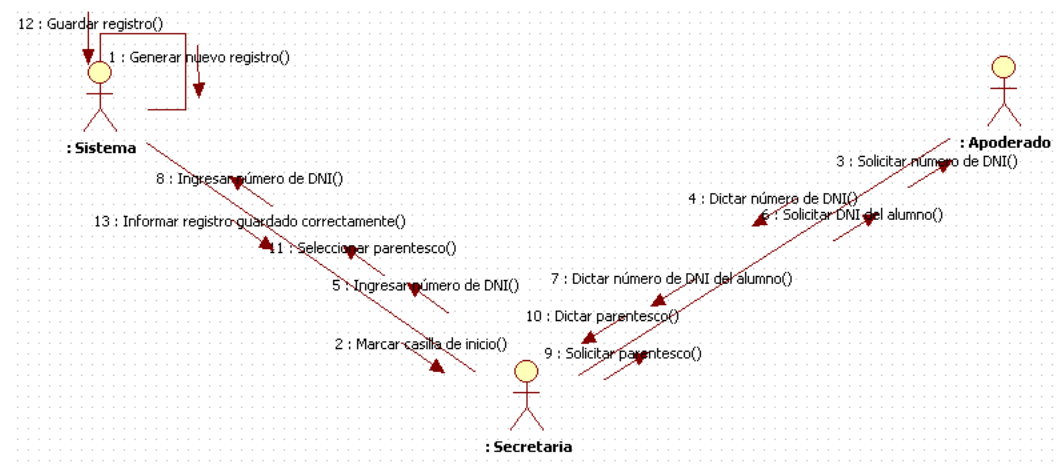 12 : Guardar registro()
1 : Generar nuevo registro()
: Sistema
: Apoderado
3 : Solicitar número de DNI()
8 : Ingresar número de DNI()
4 : Dictar número de DNI()
6 : Solicitar DNI del alumno()
13 : Informar registro guardado correctamente()
11 : Seleccionar parentesco()
7 : Dictar número de DNI del alumno()
5 : Ingresar número de DNI()
10 : Dictar parentesco()
2 : Marcar casilla de inicio()
9 : Solicitar parentesco()
: Secretaria